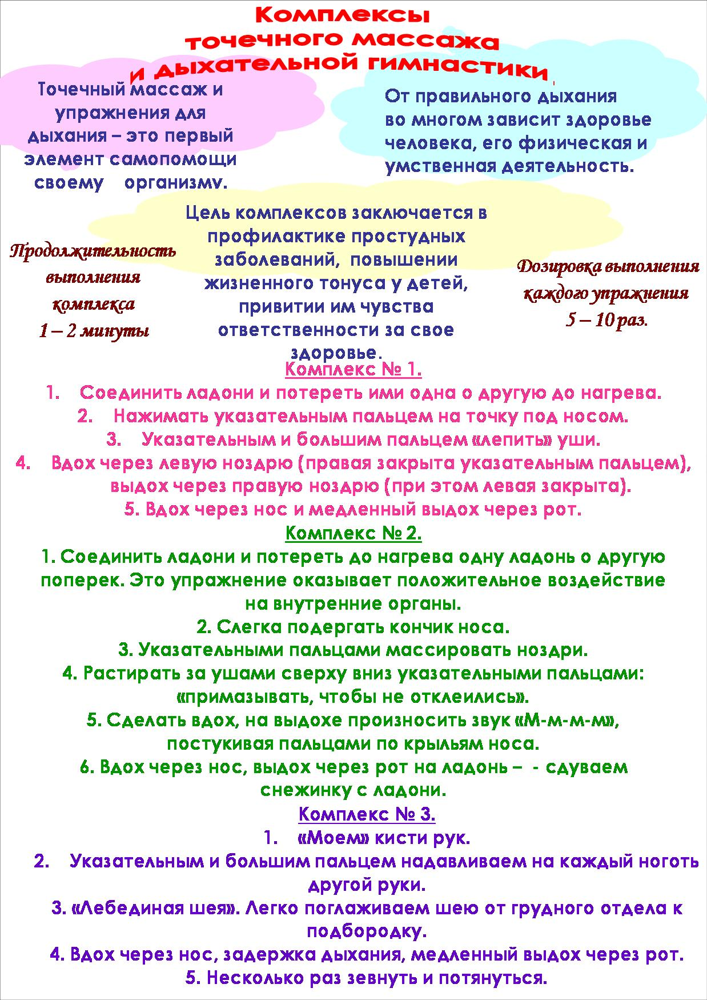 Комплексы
точечного массажа
и дыхательной гимнастики
Точечный массаж и
упражнения для
дыхания – это первый
элемент самопомощи
своему организму.
От правильного дыхания
во многом зависит здоровье
человека, его физическая и
умственная деятельность.
Цель комплексов заключается в
профилактике простудных
заболеваний, повышении
жизненного тонуса у детей,
привитии им чувства
ответственности за свое
здоровье.
Продолжительность
выполнения
комплекса
1 – 2 минуты
Дозировка выполнения
каждого упражнения
5 – 10 раз.
Комплекс № 1.
1. Соединить ладони и потереть ими одна о другую до нагрева.
2. Нажимать указательным пальцем на точку под носом.
3. Указательным и большим пальцем «лепить» уши.
4. Вдох через левую ноздрю (правая закрыта указательным пальцем),
выдох через правую ноздрю (при этом левая закрыта).
5. Вдох через нос и медленный выдох через рот.
Комплекс № 2.
1. Соединить ладони и потереть до нагрева одну ладонь о другую
поперек. Это упражнение оказывает положительное воздействие
на внутренние органы.
2. Слегка подергать кончик носа.
3. Указательными пальцами массировать ноздри.
4. Растирать за ушами сверху вниз указательными пальцами:
«примазывать, чтобы не отклеились».
5. Сделать вдох, на выдохе произносить звук «М-м-м-м»,
постукивая пальцами по крыльям носа.
6. Вдох через нос, выдох через рот на ладонь – - сдуваем
снежинку с ладони.
Комплекс № 3.
1. «Моем» кисти рук.
2. Указательным и большим пальцем надавливаем на каждый ноготь
другой руки.
3. «Лебединая шея». Легко поглаживаем шею от грудного отдела к
подбородку.
4. Вдох через нос, задержка дыхания, медленный выдох через рот.
5. Несколько раз зевнуть и потянуться.